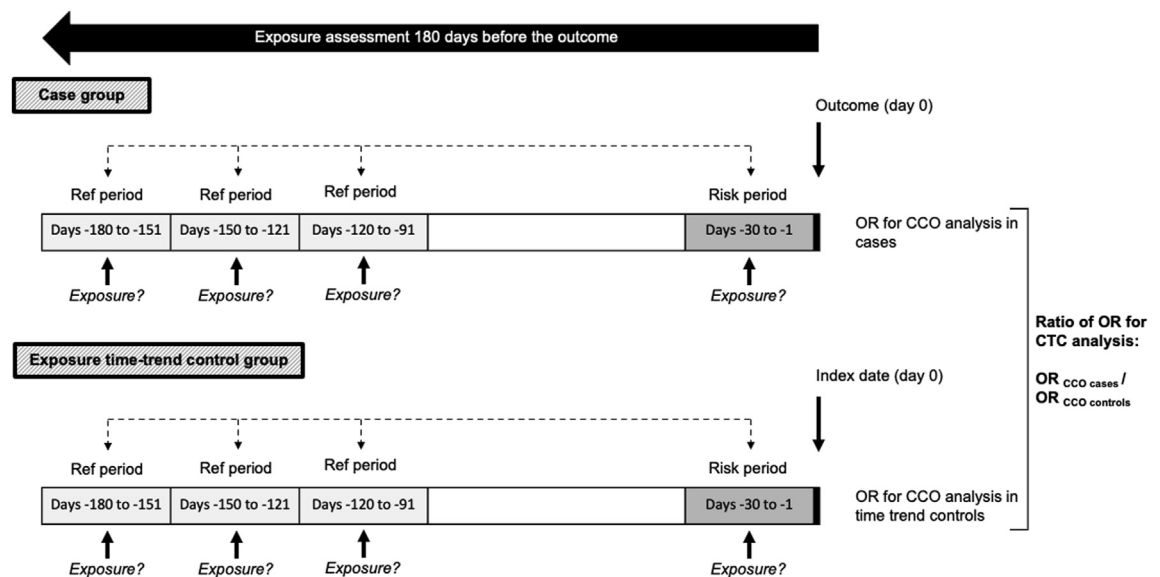 Exposure assessment 180 days before the outcome
Case group
Outcome (day 0)
Ref period Ref period Ref period Risk period
Days -180 to -151 Days -150 to -121 Days -120 to -91 Days -30 to -1
OR for CCO analysis in
cases
Exposure? Exposure? Exposure? Exposure?
Ratio of OR for
CTC analysis:
OR CCO cases /
OR CCO controls
Exposure time-trend control group
Index date (day 0)
Ref period Ref period Ref period Risk period
Days -180 to -151 Days -150 to -121 Days -120 to -91 Days -30 to -1
OR for CCO analysis in
time trend controls
Exposure? Exposure? Exposure? Exposure?